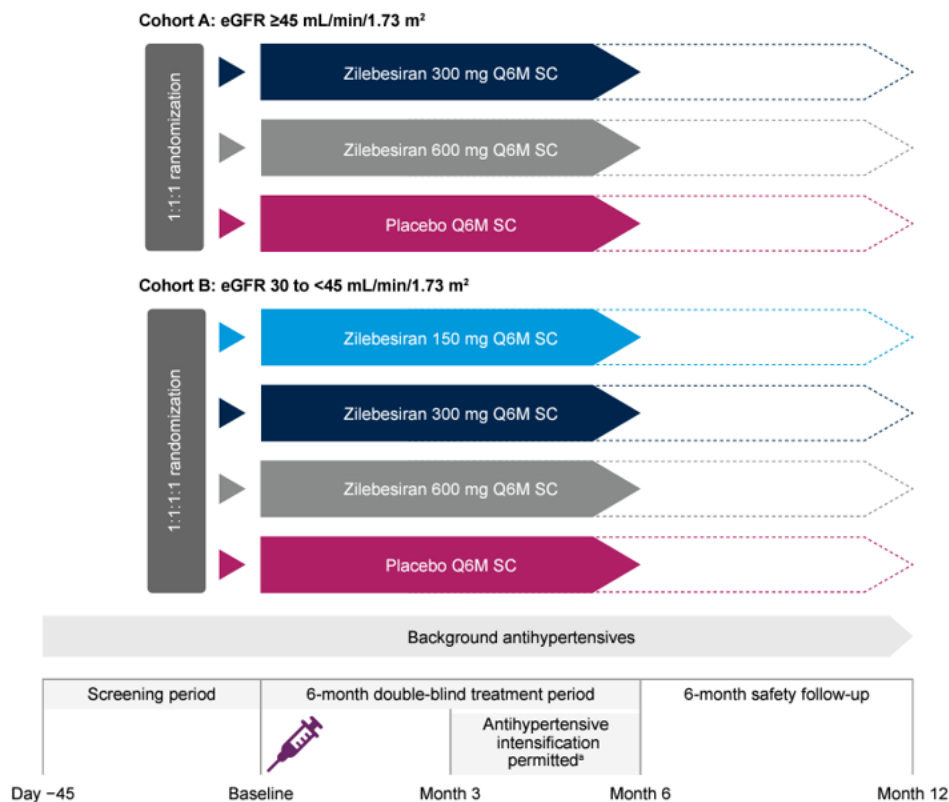 Cohort A: eGFR ≥45 mL/min/1.73 m²
1:1:1 randomization
Zilebesiran 300 mg Q6M SC
Zilebesiran 600 mg Q6M SC
Placebo Q6M SC
Cohort B: eGFR 30 to <45 mL/min/1.73 m²
1:1:1:1 randomization
Zilebesiran 150 mg Q6M SC
Zilebesiran 300 mg Q6M SC
Zilebesiran 600 mg Q6M SC
Placebo Q6M SC
Background antihypertensives
Screening period
6-month double-blind treatment period
6-month safety follow-up
Antihypertensive
intensification
permittedª
Day −45
Baseline
Month 3
Month 6
Month 12